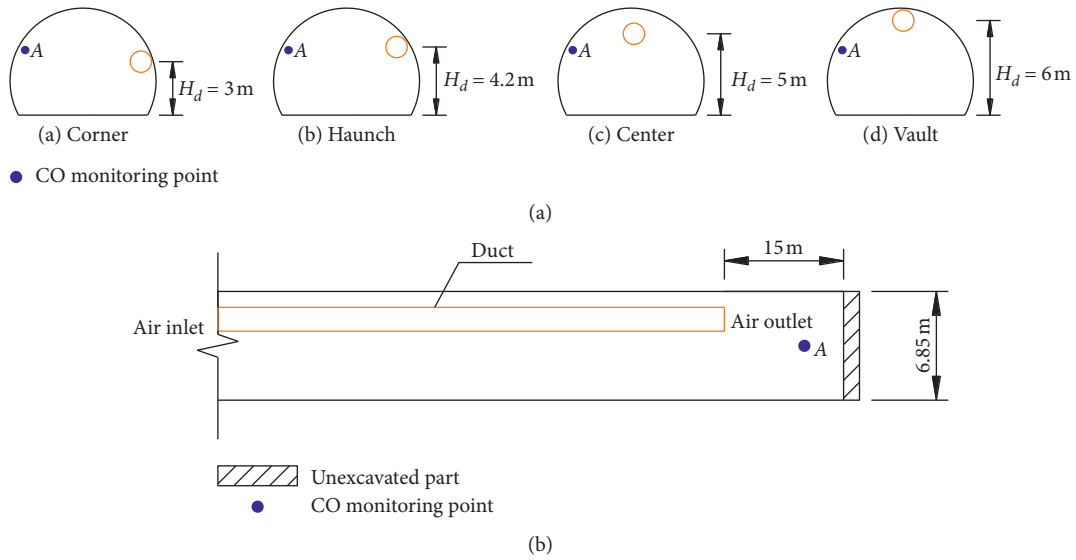 A
H_d = 3 m
(a) Corner
A
H_d = 4.2 m
(b) Haunch
A
H_d = 5 m
(c) Center
A
H_d = 6 m
(d) Vault
CO monitoring point
(a)
Duct
15 m
Air inlet
Air outlet
A
6.85 m
Unexcavated part
CO monitoring point
(b)